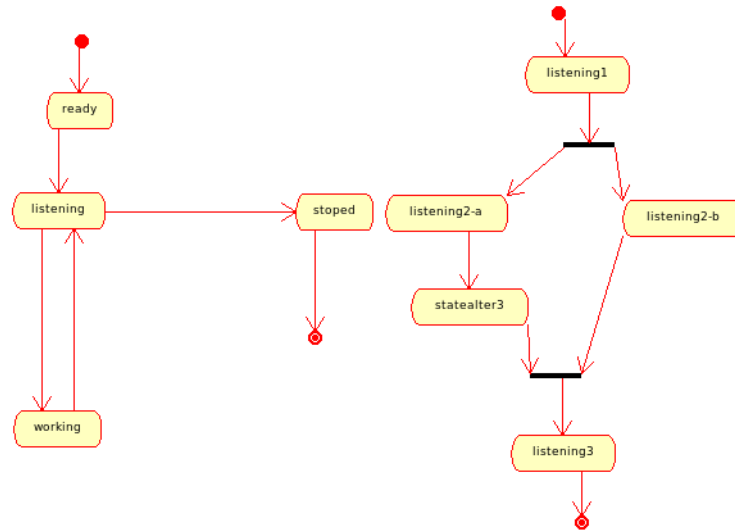 ready
listening
stoped
working
listening1
listening2-a
listening2-b
statealter3
listening3